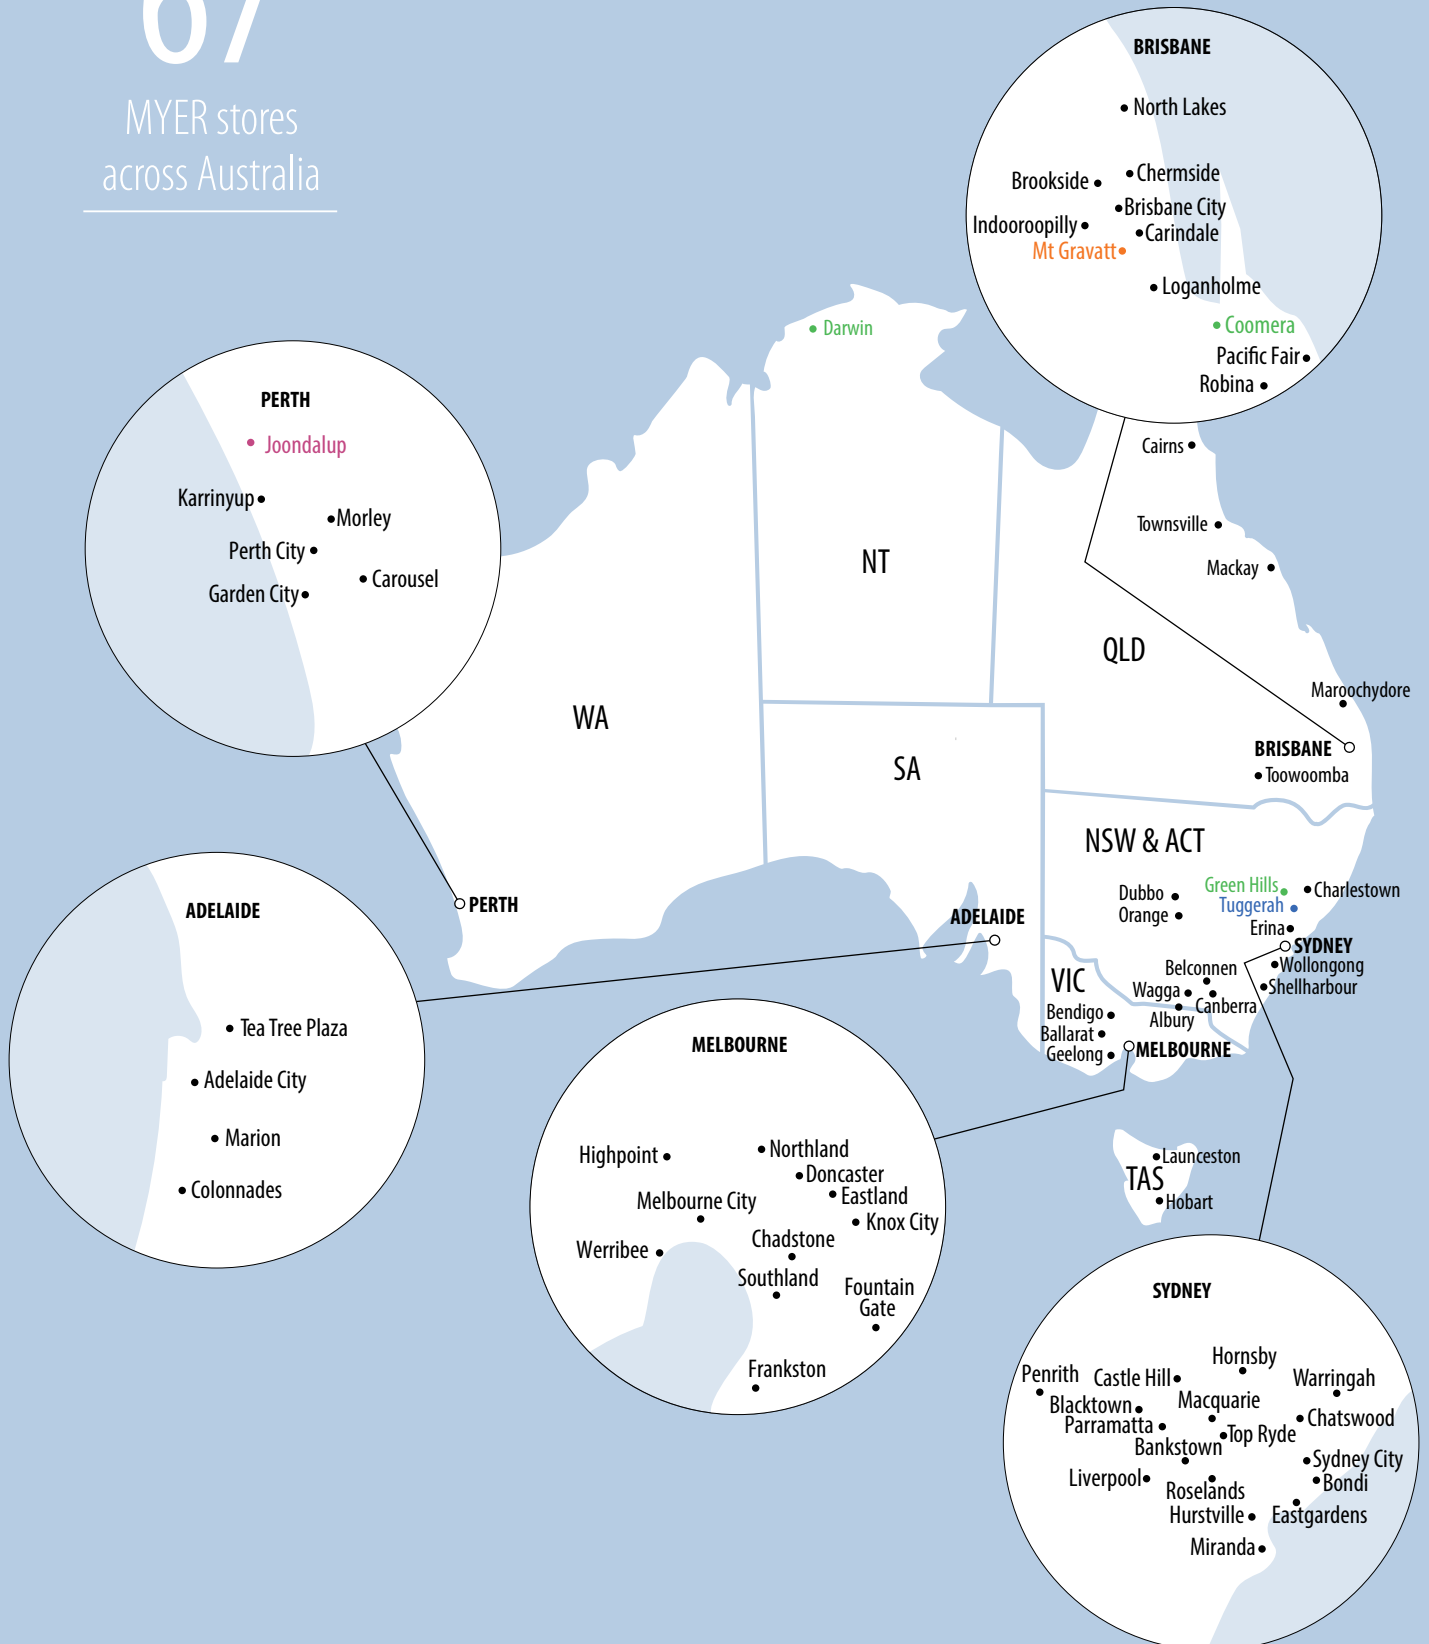 67
MYER stores
across Australia
BRISBANE
North Lakes
Chermside
Brookside
Brisbane City
Indooroopilly
Carindale
Mt Gravatt
Loganholme
Coomera
Pacific Fair
Robina
Darwin
PERTH
Joondalup
Karrinyup
Morley
Perth City
Carousel
Garden City
Cairns
Townsville
Mackay
NT
QLD
WA
SA
Maroochydore
BRISBANE
Toowoomba
NSW & ACT
Green Hills
Charlestown
Dubbo
Tuggerah
Orange
Erina
SYDNEY
PERTH
ADELAIDE
Wollongong
Belconnen
Shellharbour
VIC
Wagga
Canberra
Bendigo
Albury
Ballarat
Geelong
MELBOURNE
ADELAIDE
Tea Tree Plaza
Adelaide City
Marion
Colonnades
MELBOURNE
Northland
Highpoint
Doncaster
Eastland
Melbourne City
Knox City
Chadstone
Werribee
Southland
Fountain
Gate
Frankston
Launceston
TAS
Hobart
SYDNEY
Hornsby
Penrith
Castle Hill
Warringah
Blacktown
Macquarie
Chatswood
Parramatta
Top Ryde
Bankstown
Sydney City
Liverpool
Bondi
Roselands
Hurstville
Eastgardens
Miranda